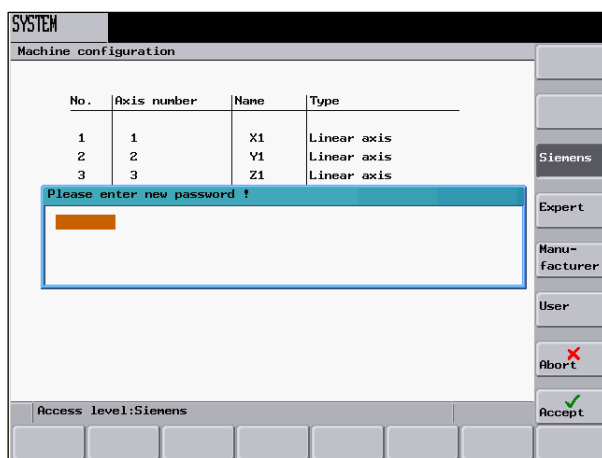 SYSTEM
Machine configuration
No. Axis number Name Type
1 1 X1 Linear axis
2 2 Y1 Linear axis
3 3 Z1 Linear axis
Please enter new password !
Access level:Siemens
Siemens
Expert
Manu-
facturer
User
Abort
Accept